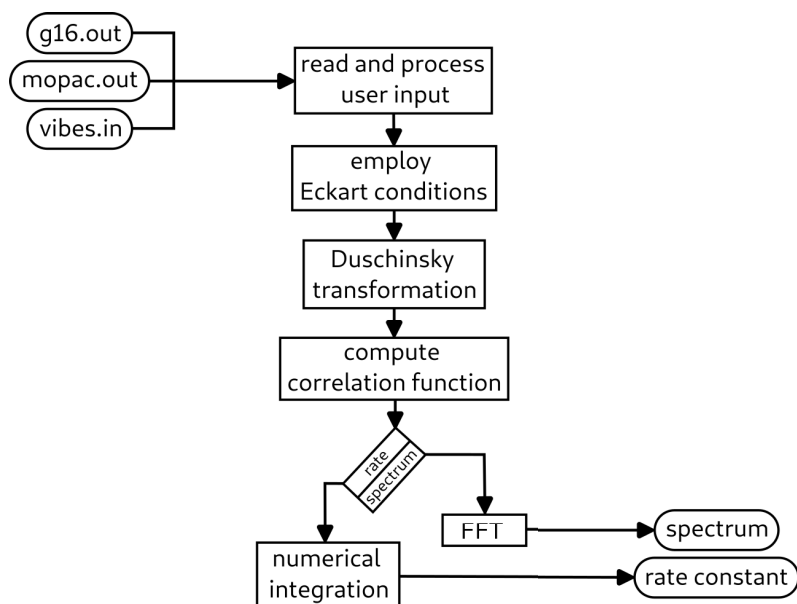 g16.out
mopac.out
vibes.in
read and process
user input
employ
Eckart conditions
Duschinsky
transformation
compute
correlation function
rate
spectrum
FFT
spectrum
numerical
integration
rate constant